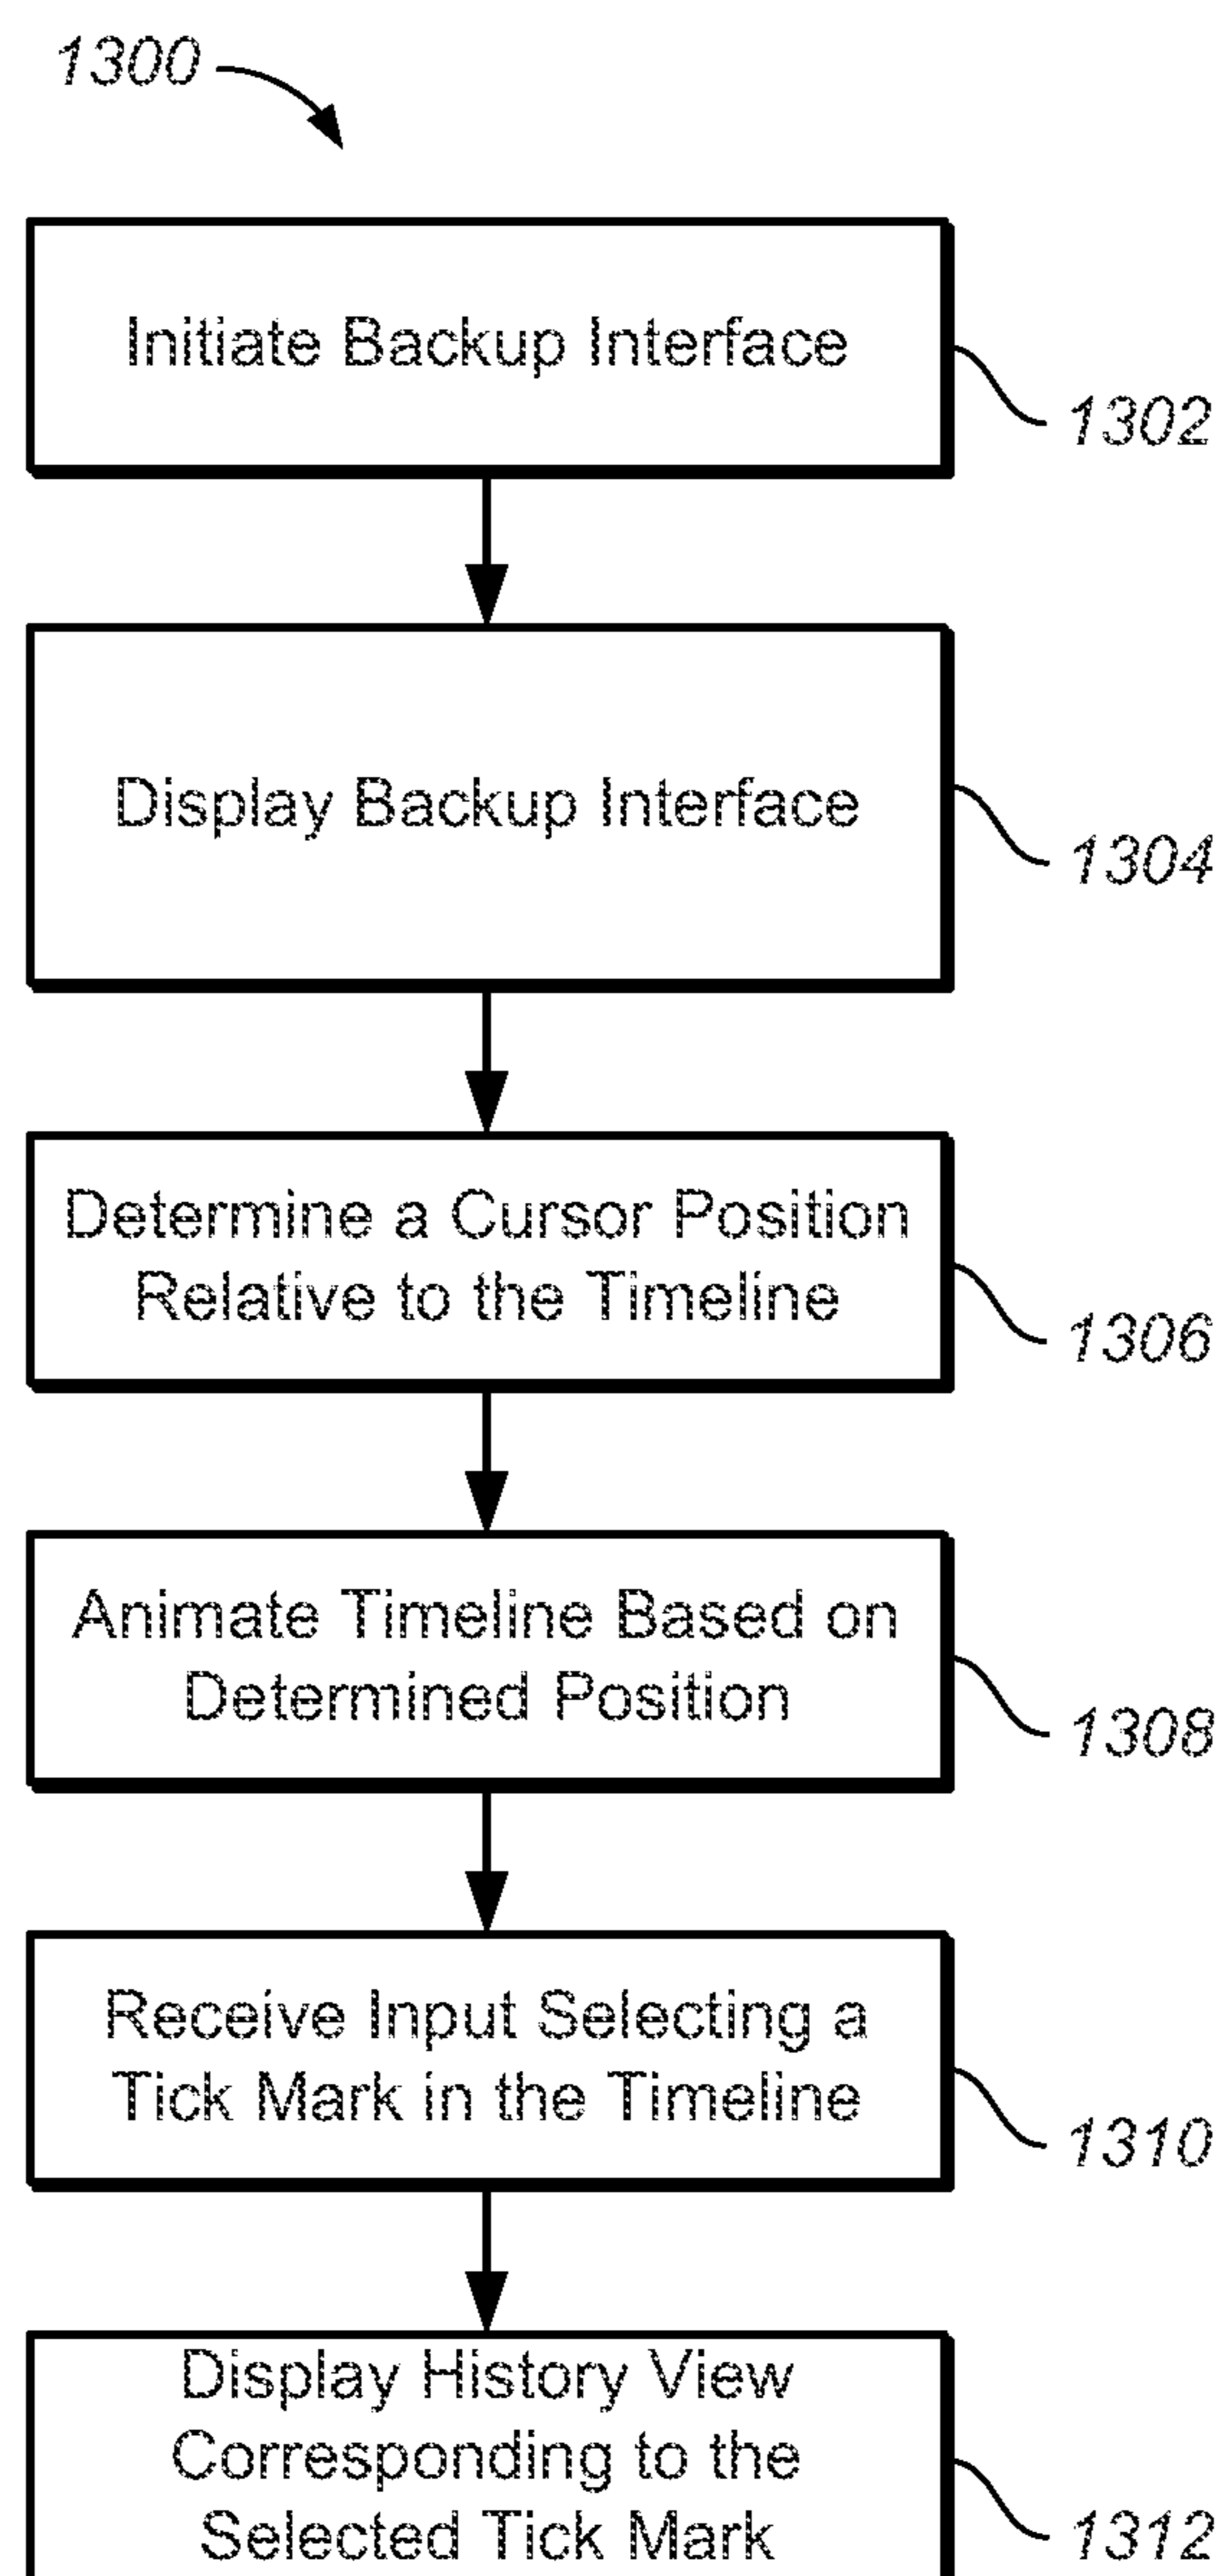 1300
Initiate Backup Interface
1302
Display Backup Interface
1304
Determine a Cursor Position
Relative to the Timeline
1306
Animate Timeline Based on
Determined Position
1308
Receive Input Selecting a
Tick Mark in the Timeline
1310
Display History View
Corresponding to the
Selected Tick Mark
1312